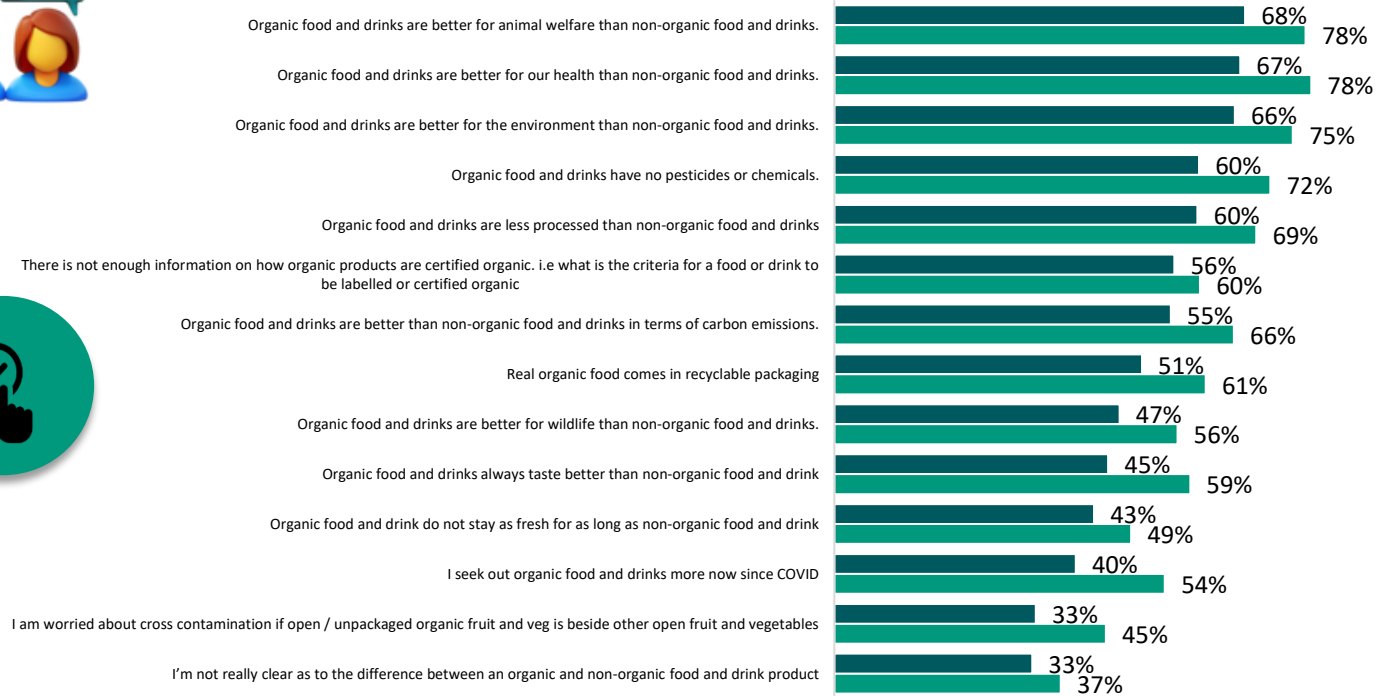 Organic food and drinks are better for animal welfare than non-organic food and drinks.
68%
78%
Organic food and drinks are better for our health than non-organic food and drinks.
67%
78%
Organic food and drinks are better for the environment than non-organic food and drinks.
66%
75%
Organic food and drinks have no pesticides or chemicals.
60%
72%
Organic food and drinks are less processed than non-organic food and drinks
60%
69%
There is not enough information on how organic products are certified organic. i.e what is the criteria for a food or drink to
be labelled or certified organic
56%
60%
Organic food and drinks are better than non-organic food and drinks in terms of carbon emissions.
55%
66%
Real organic food comes in recyclable packaging
51%
61%
Organic food and drinks are better for wildlife than non-organic food and drinks.
47%
56%
Organic food and drinks always taste better than non-organic food and drink
45%
59%
Organic food and drink do not stay as fresh for as long as non-organic food and drink
43%
49%
I seek out organic food and drinks more now since COVID
40%
54%
I am worried about cross contamination if open / unpackaged organic fruit and veg is beside other open fruit and vegetables
33%
45%
I’m not really clear as to the difference between an organic and non-organic food and drink product
33%
37%